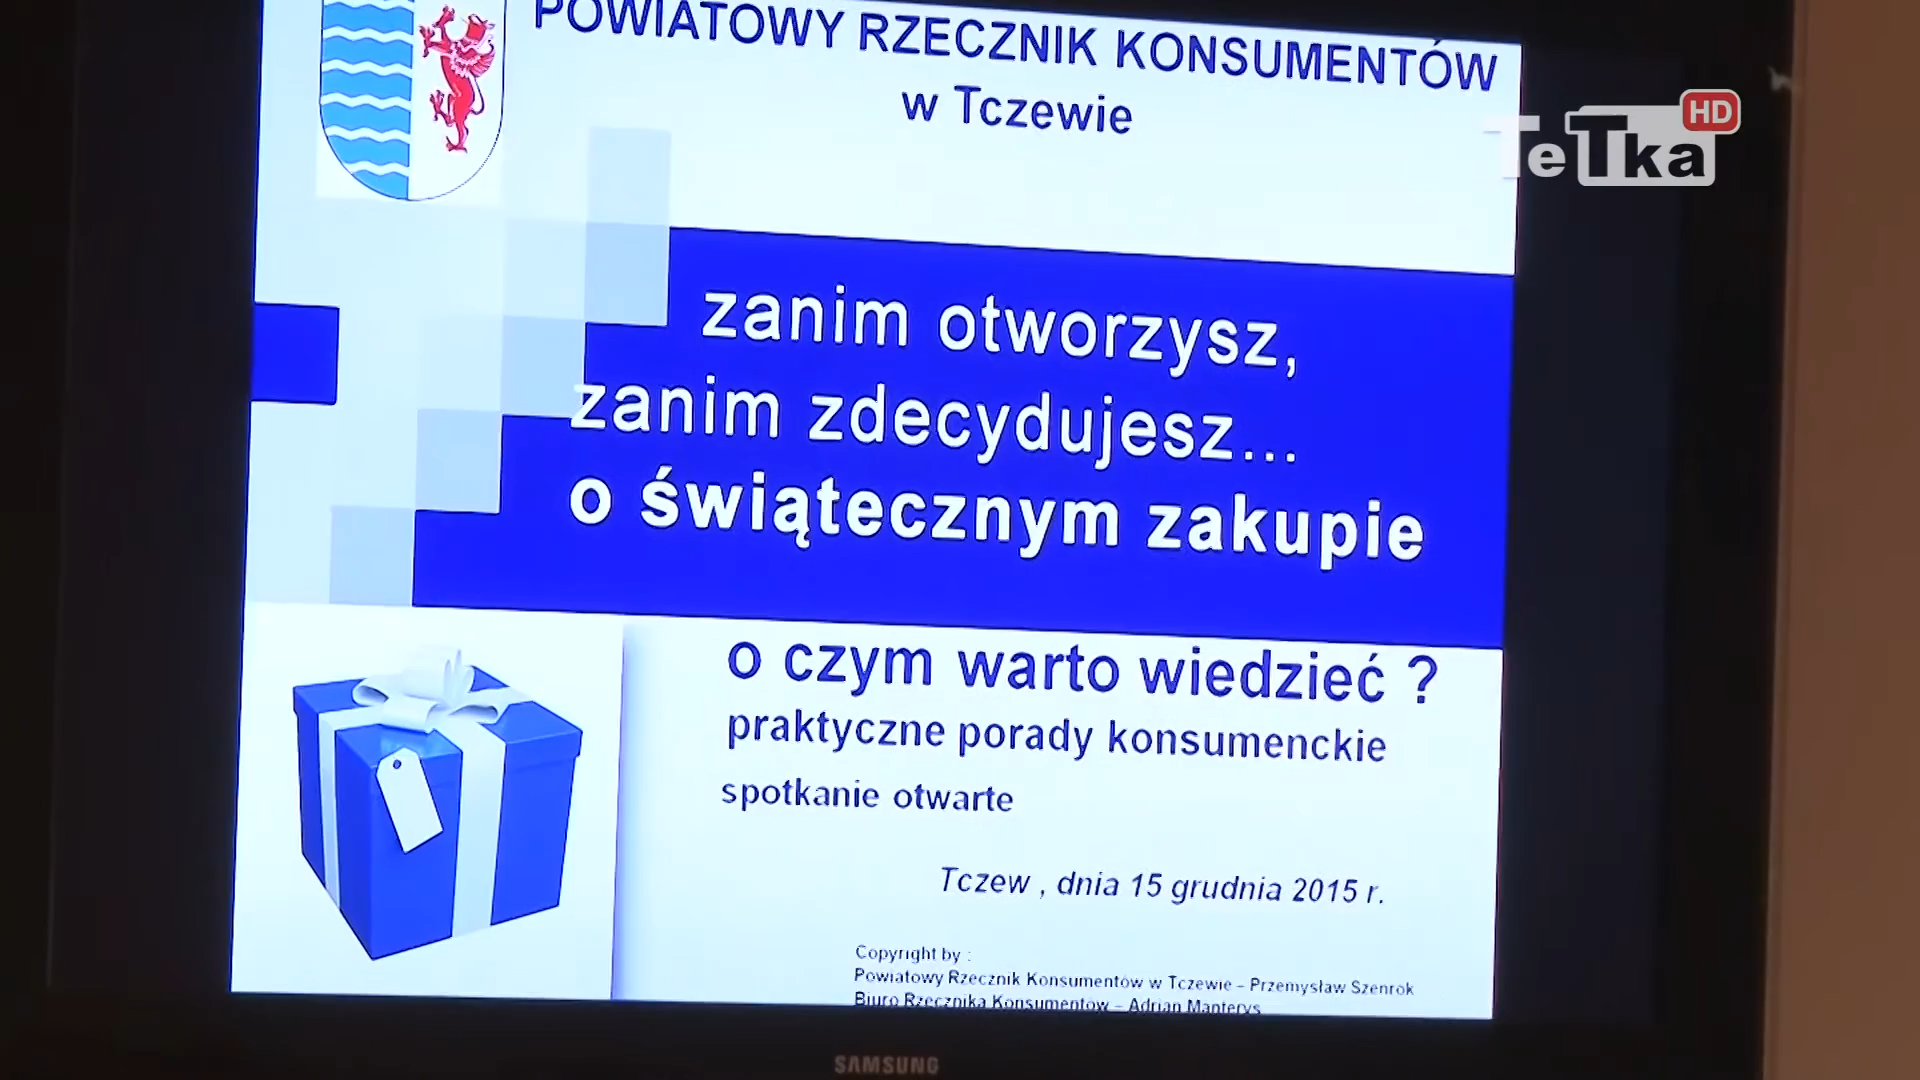 POWIATOWY RZECZNIK KONSUMENTÓW
w Tczewie
TeTka HD
zanim otworzysz,
zanim zdecydujesz...
o świątecznym zakupie
o czym warto wiedzieć ?
praktyczne porady konsumenckie
spotkanie otwarte
Tczew , dnia 15 grudnia 2015 r.
Copyright by :
Powiatowy Rzecznik Konsumentów w Tczewie – Przemysław Szenrok
Biuro Rzecznika Konsumentów – Adrian Manterys
SAMSUNG